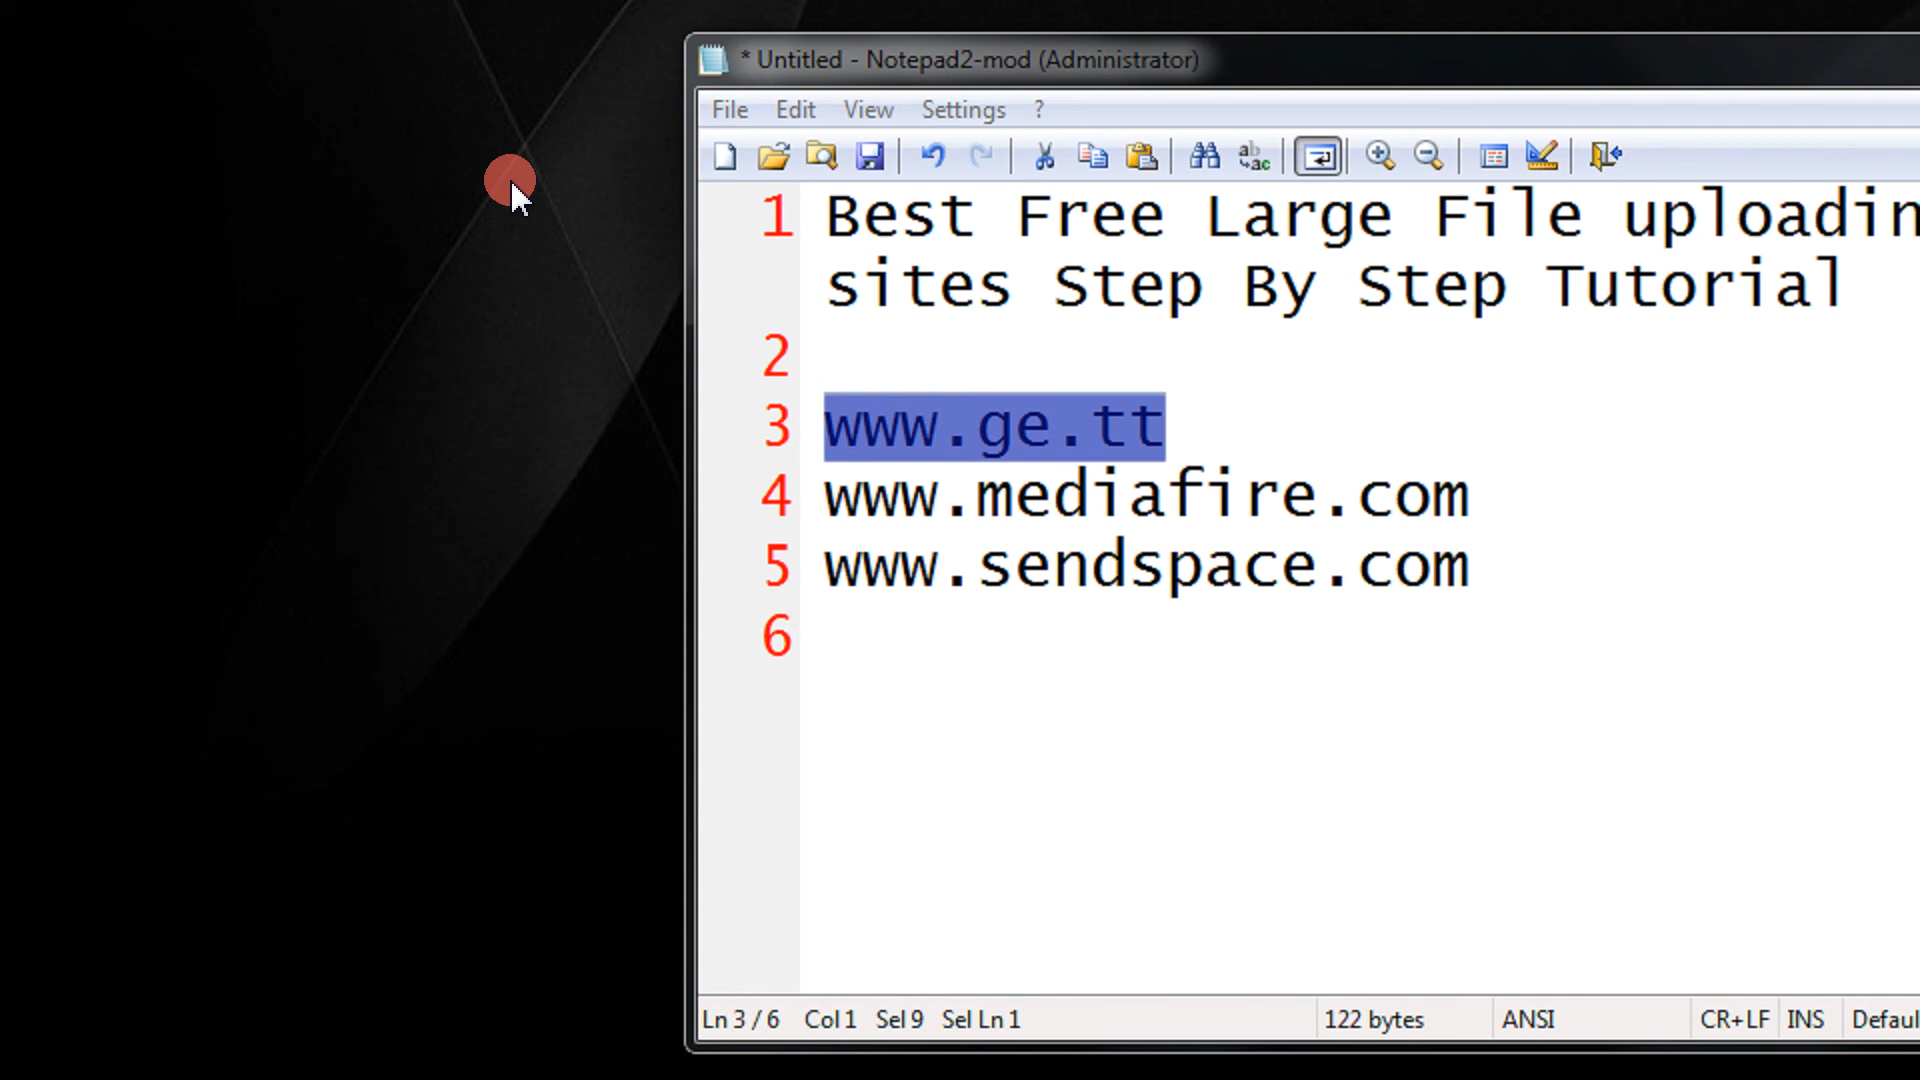 * Untitled - Notepad2-mod (Administrator)
File Edit View Settings ?
1 Best Free Large File uploadin
sites Step By Step Tutorial
2
3 www.ge.tt
4 www.mediafire.com
5 www.sendspace.com
6
Ln 3 / 6 Col 1 Sel 9 Sel Ln 1 122 bytes ANSI CR+LF INS Defaul